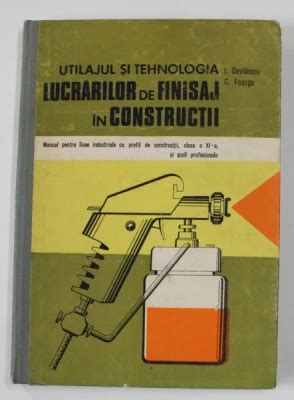 UTILAJUL ȘI TEHNOLOGIA
LUCRĂRILOR DE FINISAJ
ÎN CONSTRUCȚII
I. Davidescu
C. Roșoga
Manual pentru licee industriale cu profil de construcții, clasa a XI-a,
și școli profesionale